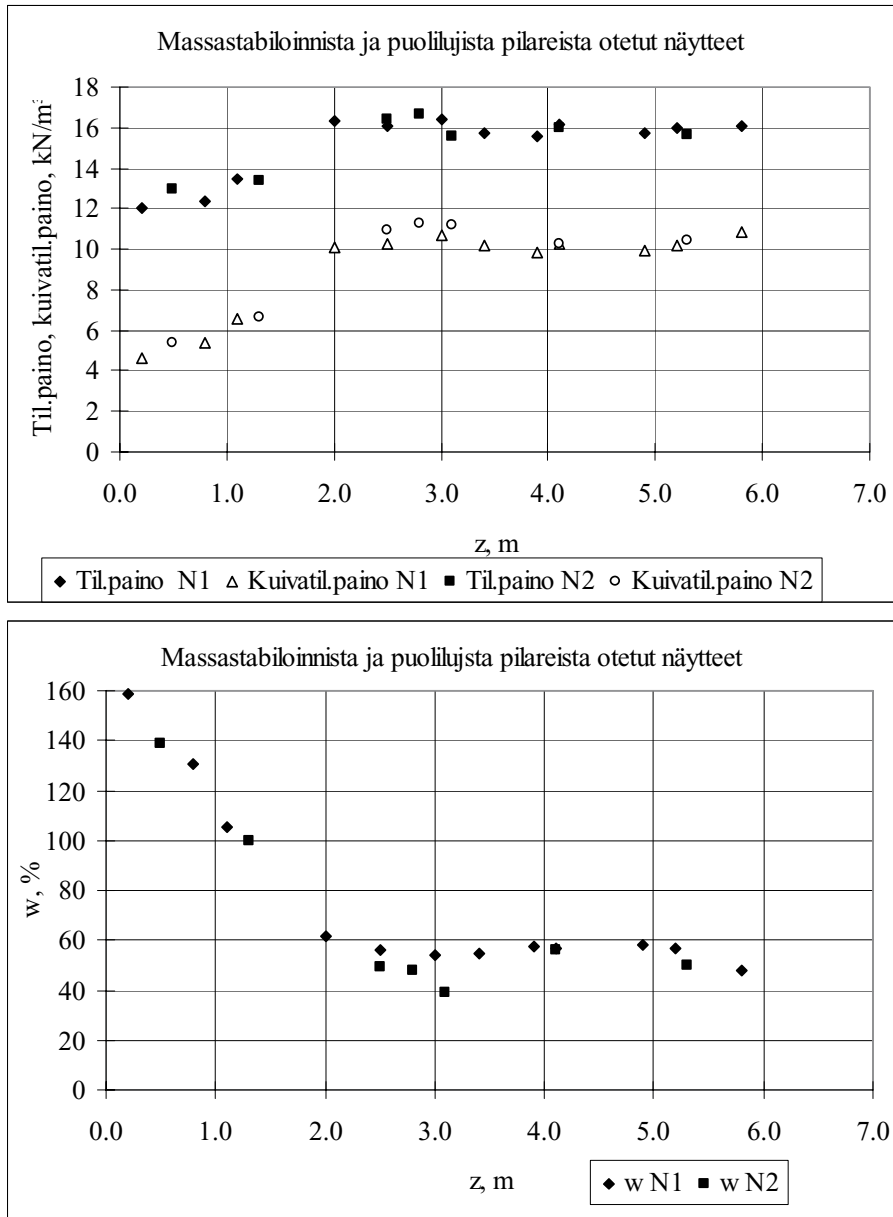 Massastabiloinnista ja puolilujista pilareista otetut näytteet
Til.paino, kuivatil.paino, kN/m³
18
16
14
12
10
8
6
4
2
0
0.0 1.0 2.0 3.0 4.0 5.0 6.0 7.0
z, m
Til.paino N1 Kuivatil.paino N1 Til.paino N2 Kuivatil.paino N2
Massastabiloinnista ja puolilujsta pilareista otetut näytteet
w, %
160
140
120
100
80
60
40
20
0
0.0 1.0 2.0 3.0 4.0 5.0 6.0 7.0
z, m
w N1 w N2